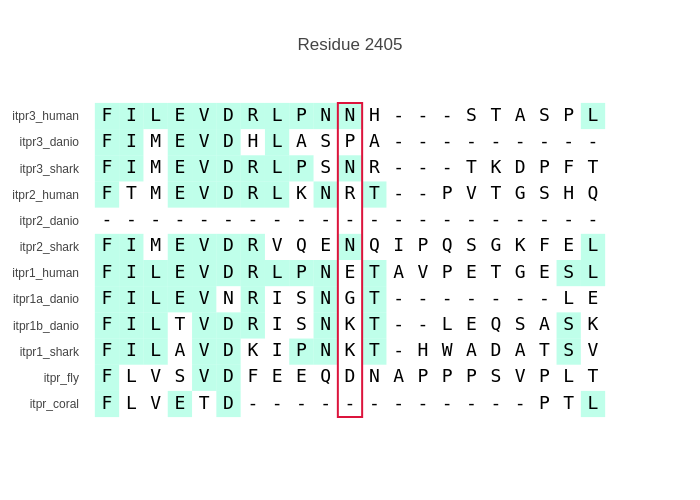 Residue 2405
itpr3_human F I L E V D R L P N N H - - - S T A S P L
itpr3_danio F I M E V D H L A S P A - - - - - - - - -
itpr3_shark F I M E V D R L P S N R - - - T K D P F T
itpr2_human F T M E V D R L K N R T - - P V T G S H Q
itpr2_danio - - - - - - - - - - - - - - - - - - - - -
itpr2_shark F I M E V D R V Q E N Q I P Q S G K F E L
itpr1_human F I L E V D R L P N E T A V P E T G E S L
itpr1a_danio F I L E V N R I S N G T - - - - - - - L E
itpr1b_danio F I L T V D R I S N K T - - L E Q S A S K
itpr1_shark F I L A V D K I P N K T - H W A D A T S V
itpr_fly F L V S V D F E E Q D N A P P P S V P L T
itpr_coral F L V E T D - - - - - - - - - - - - P T L